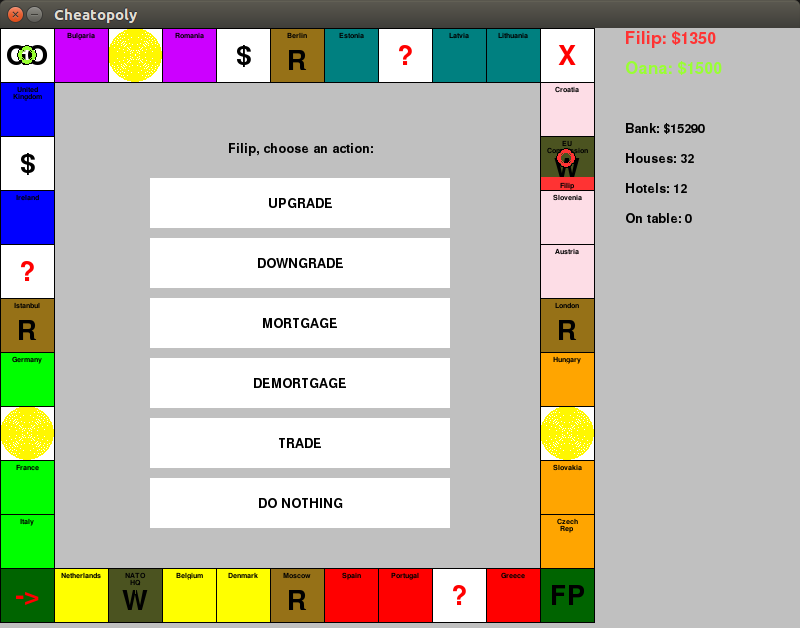 Cheatopoly
GO
Bulgaria
Romania
$
Berlin
R
Estonia
?
Latvia
Lithuania
X
Filip: $1350
Oana: $1500
United
Kingdom
Croatia
Filip, choose an action:
Bank: $15290
$
EU
Commission
W
Filip
Houses: 32
UPGRADE
Hotels: 12
Ireland
Slovenia
On table: 0
DOWNGRADE
?
Austria
MORTGAGE
Istanbul
R
London
R
Germany
Hungary
DEMORTGAGE
TRADE
France
Slovakia
DO NOTHING
Italy
Czech
Rep
->
Netherlands
NATO
HQ
W
Belgium
Denmark
Moscow
R
Spain
Portugal
?
Greece
FP